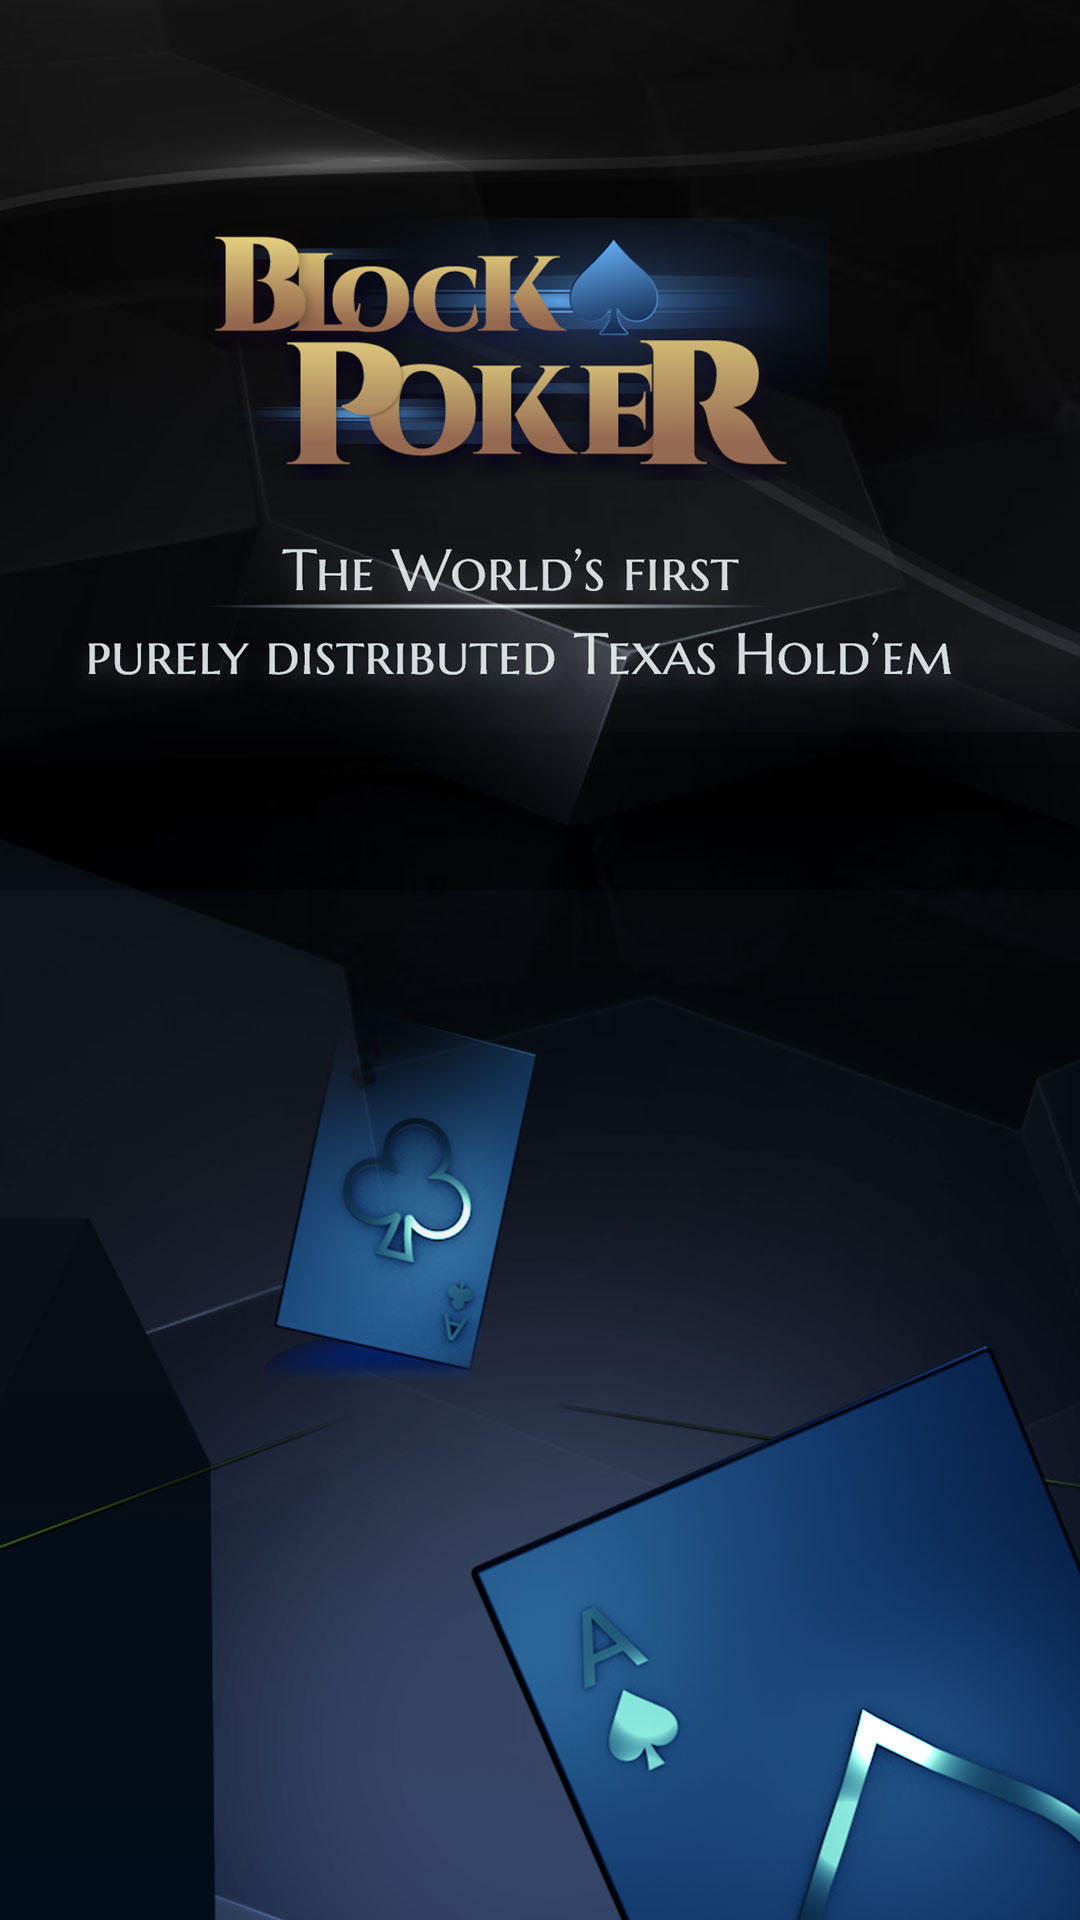 BLOCK
POKER
THE WORLD'S FIRST
PURELY DISTRIBUTED TEXAS HOLD'EM
A
A